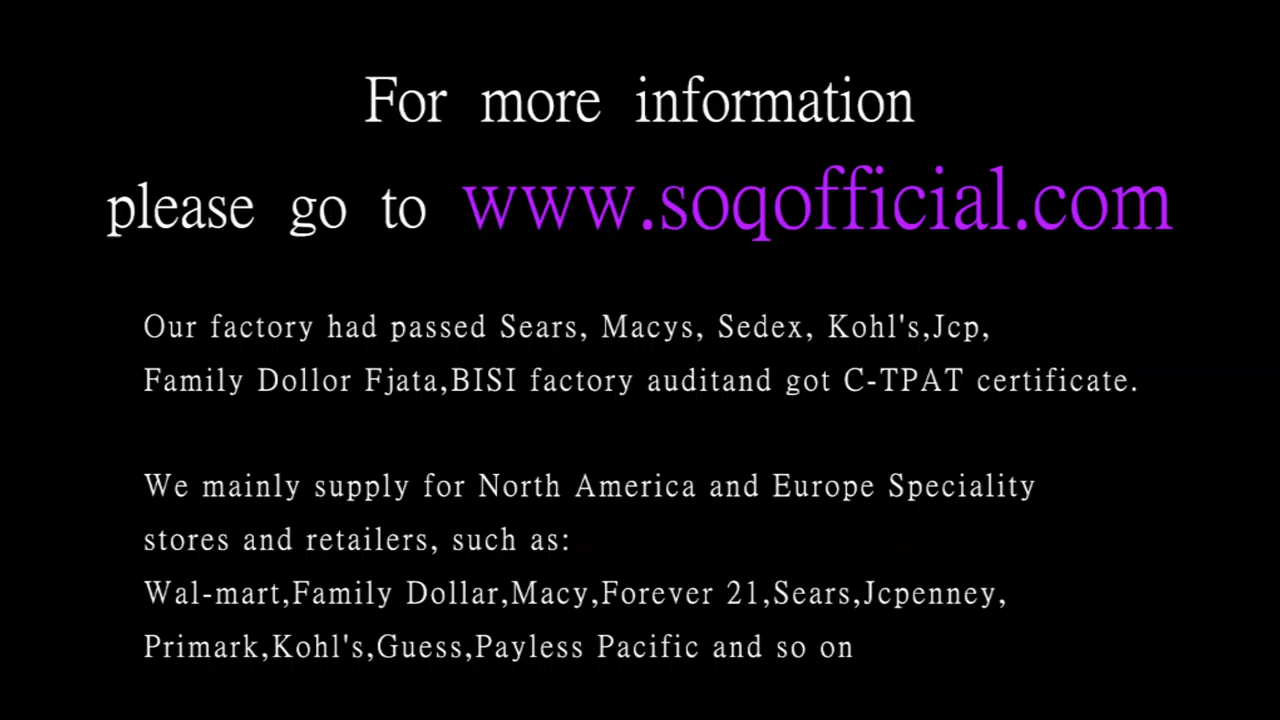 For more information
please go to www.soqofficial.com
Our factory had passed Sears, Macys, Sedex, Kohl's,Jcp,
Family Dollor Fjata,BISI factory auditand got C-TPAT certificate.
We mainly supply for North America and Europe Speciality
stores and retailers, such as:
Wal-mart,Family Dollar,Macy,Forever 21,Sears,Jcpenney,
Primark,Kohl's,Guess,Payless Pacific and so on